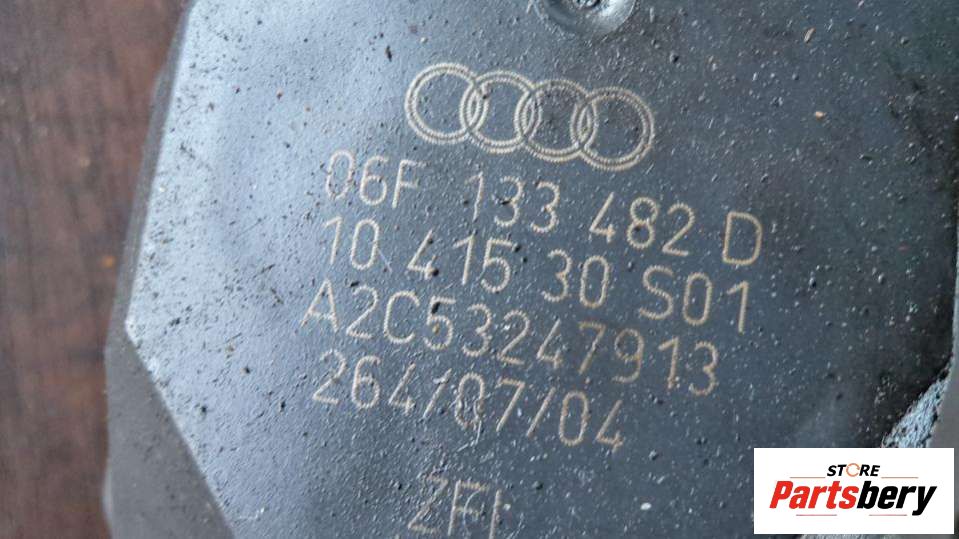 06F 133 482 D
10 415 30 S01
A2C53247913
264/07/04
STORE
Partsbery